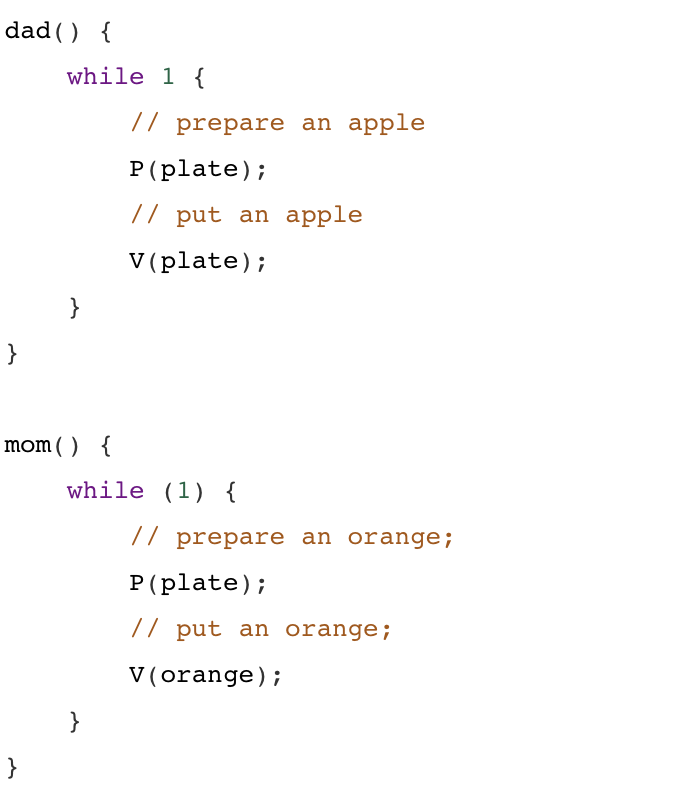 dad() {
    while 1 {
        // prepare an apple
        P(plate);
        // put an apple
        V(plate);
    }
}

mom() {
    while (1) {
        // prepare an orange;
        P(plate);
        // put an orange;
        V(orange);
    }
}